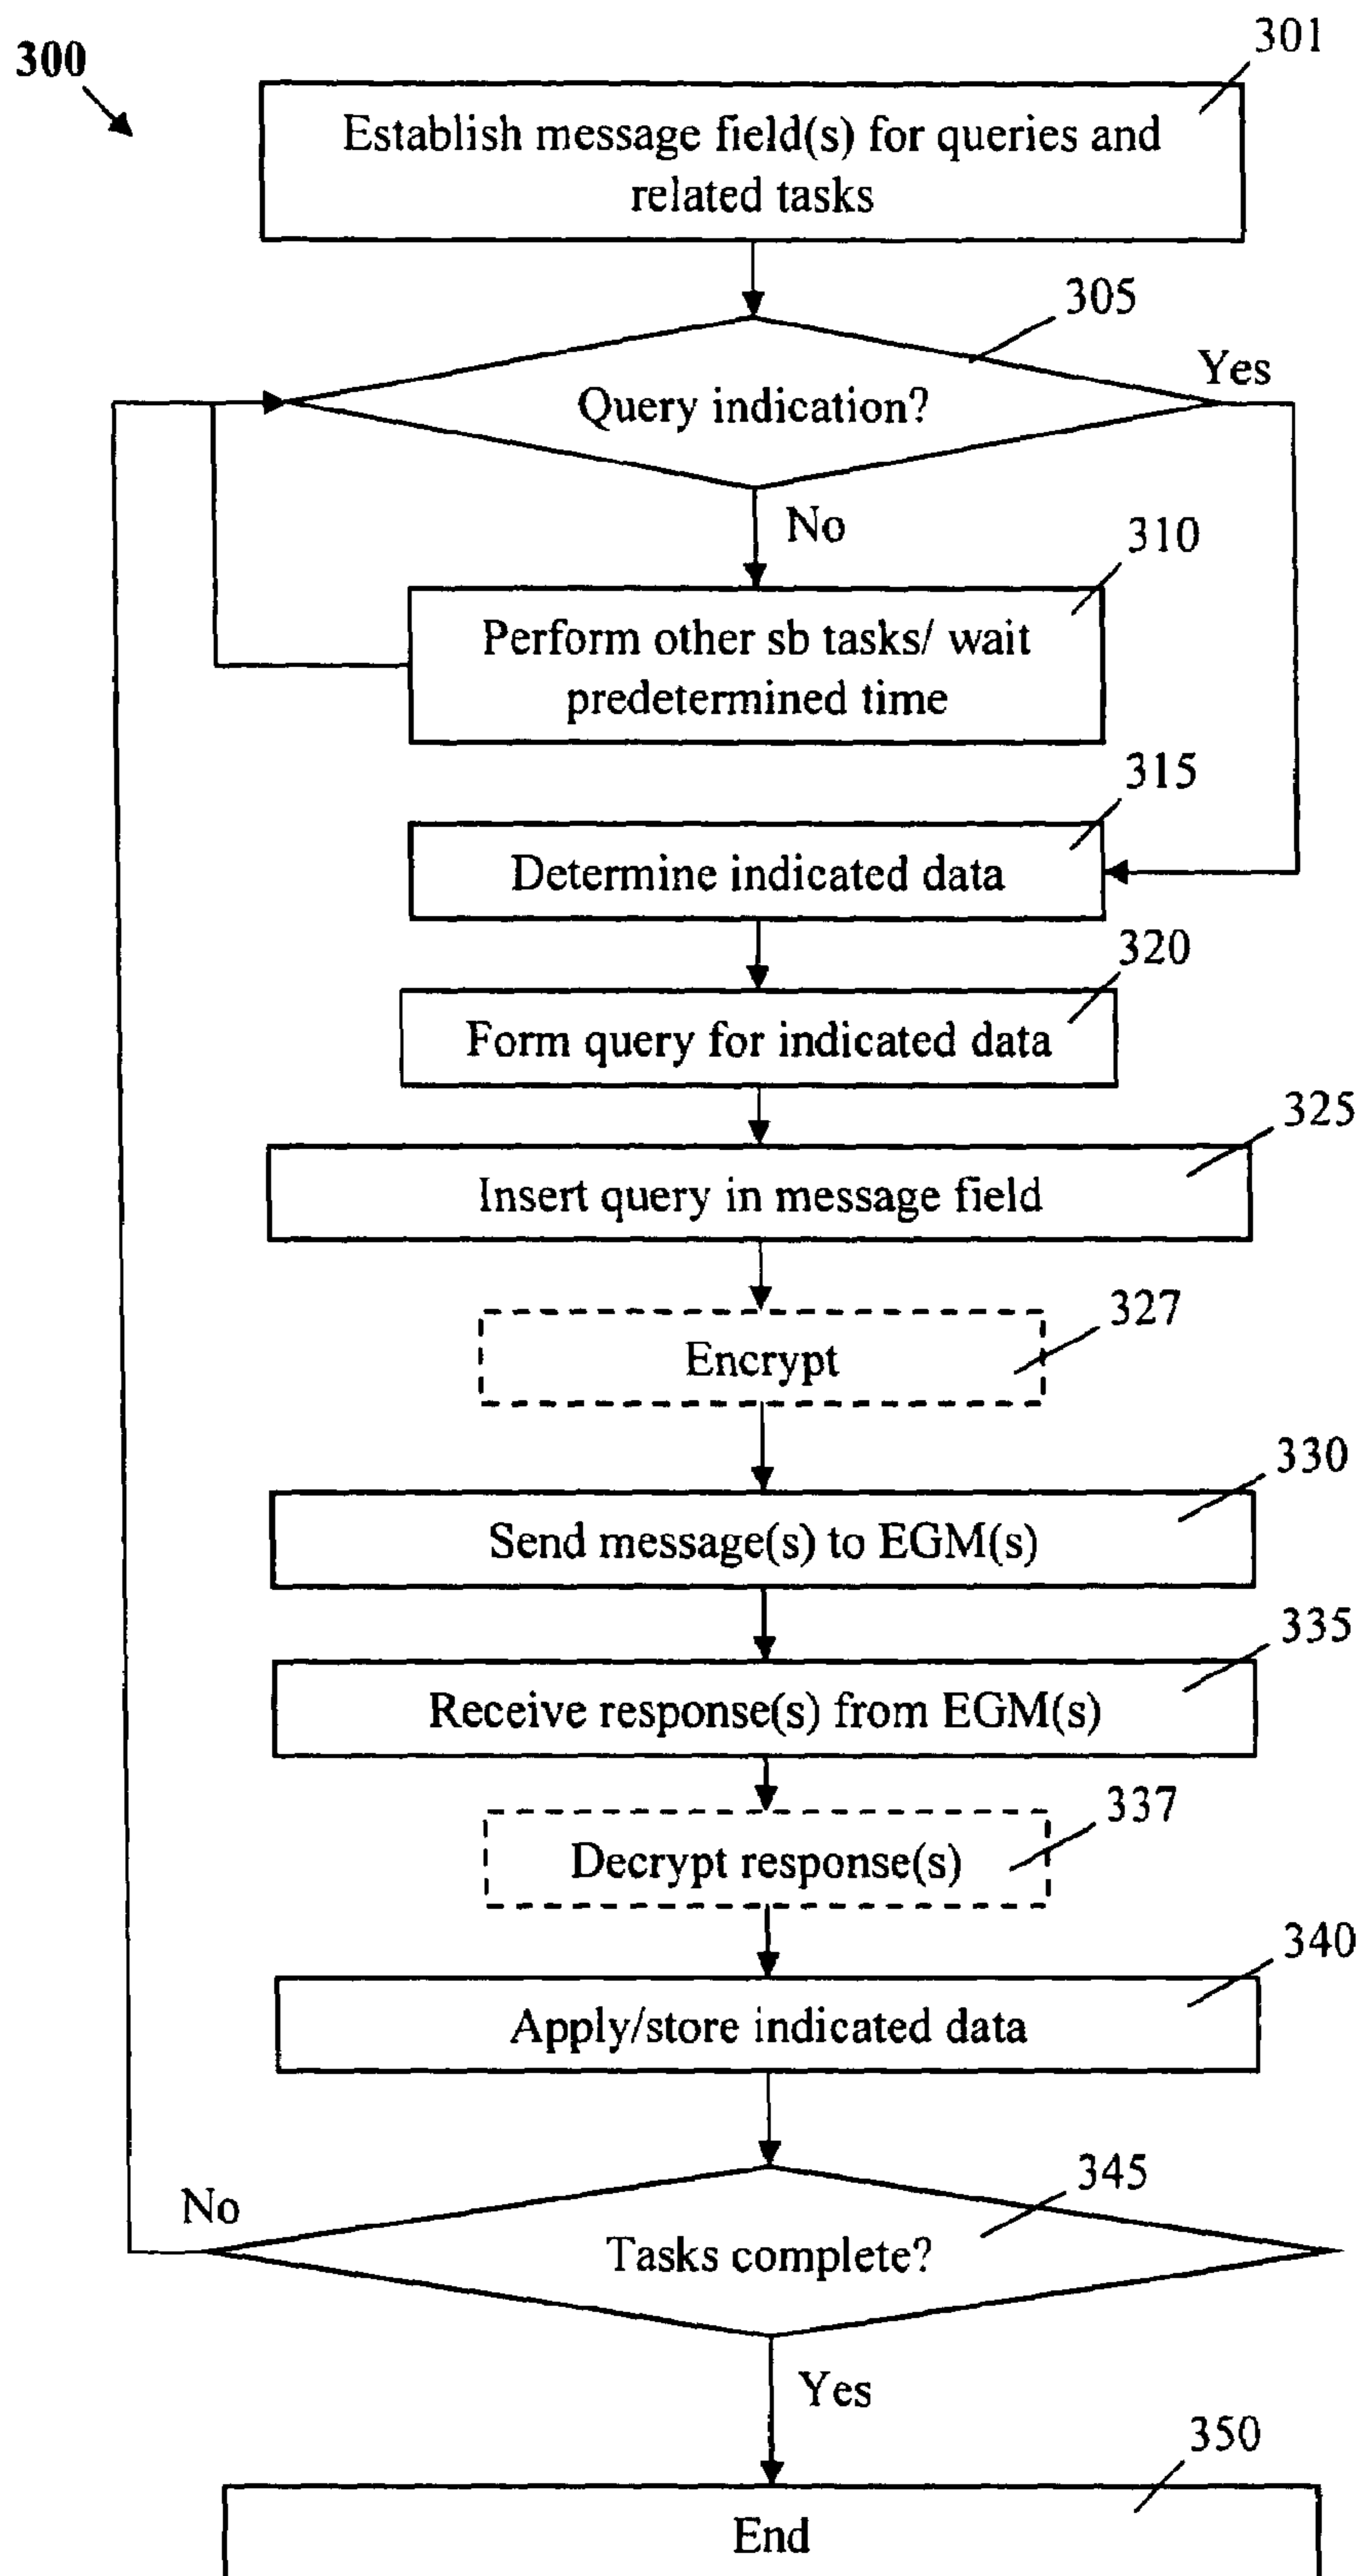 300
301
Establish message field(s) for queries and
related tasks
305
Query indication?
Yes
No
310
Perform other sb tasks/ wait
predetermined time
315
Determine indicated data
320
Form query for indicated data
325
Insert query in message field
327
Encrypt
330
Send message(s) to EGM(s)
335
Receive response(s) from EGM(s)
337
Decrypt response(s)
340
Apply/store indicated data
345
No
Tasks complete?
Yes
350
End